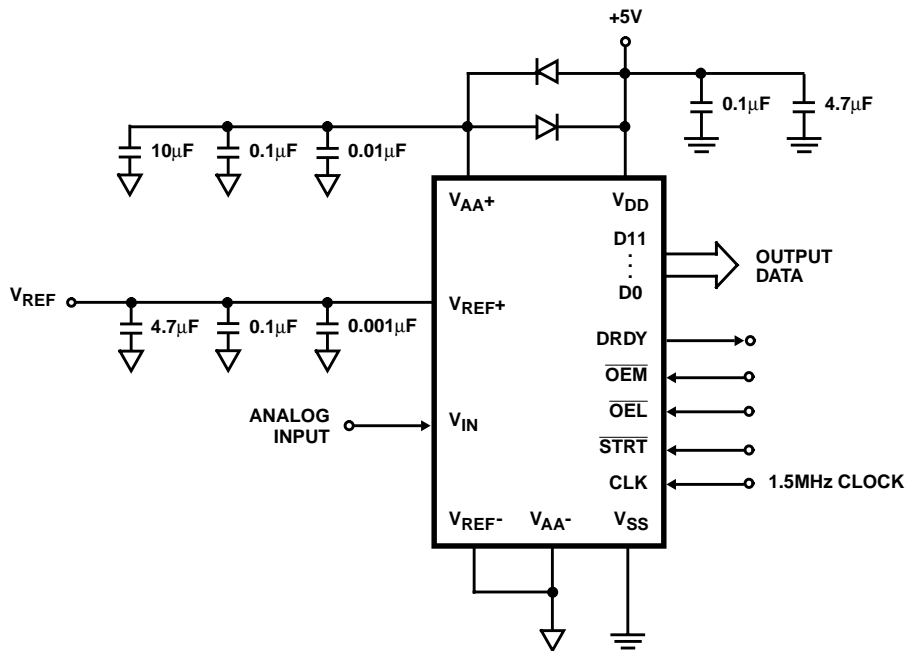 +5V
0.1µF
4.7µF
10µF
0.1µF
0.01µF
VAA+
VDD
D11
D0
OUTPUT
DATA
VREF
VREF+
4.7µF
0.1µF
0.001µF
DRDY
OEM
OEL
STRT
CLK
1.5MHz CLOCK
ANALOG
INPUT
VIN
VREF-
VAA-
VSS